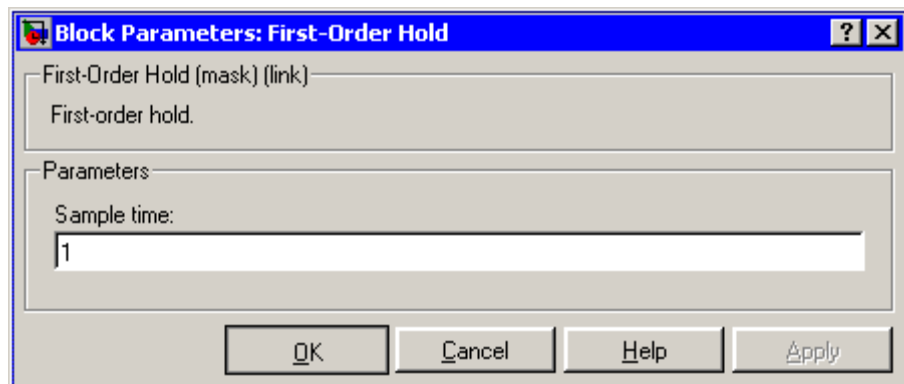 Block Parameters: First-Order Hold
First-Order Hold (mask) (link)
First-order hold.
Parameters
Sample time:
1
OK Cancel Help Apply